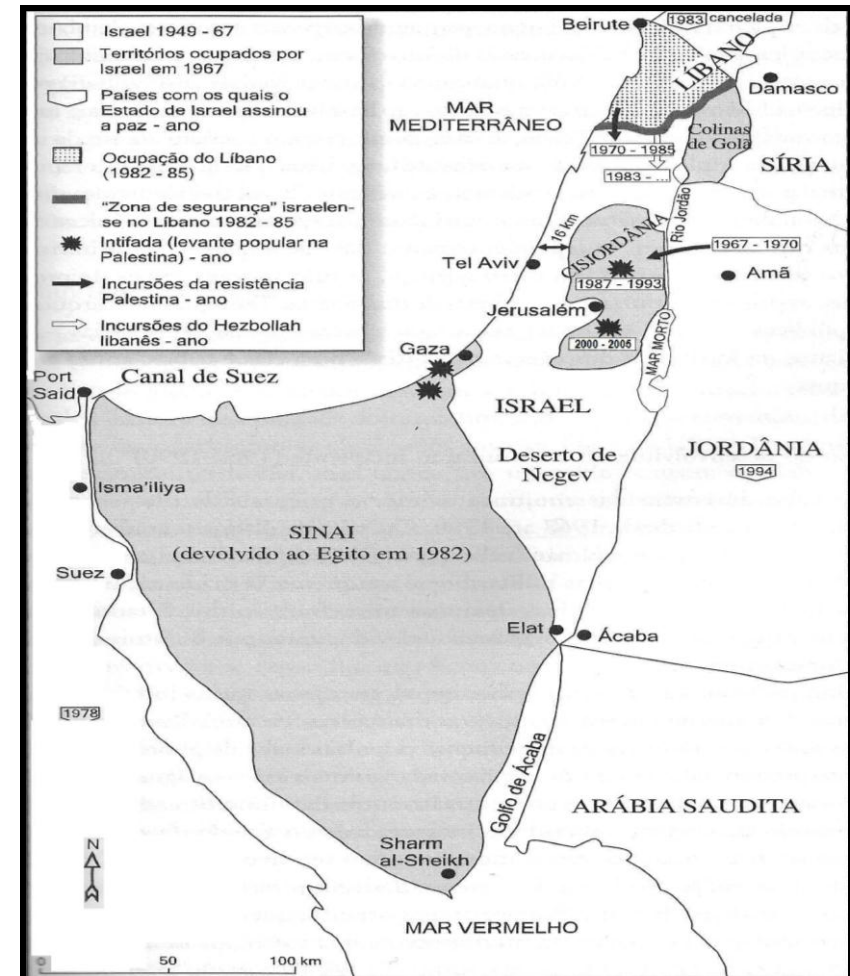 Israel 1949 - 67
Territórios ocupados por
Israel em 1967
Países com os quais o
Estado de Israel assinou
a paz - ano
Ocupação do Líbano
(1982 - 85)
"Zona de segurança" israelen-
se no Líbano 1982 - 85
Intifada (levante popular na
Palestina) - ano
Incursões da resistência
Palestina - ano
Incursões do Hezbollah
libanês - ano
Beirute
1983 cancelada
LÍBANO
Damasco
MAR
MEDITERRÂNEO
Colinas
de Golã
1970 - 1985
SÍRIA
1983 - ...
Rio Jordão
16 km
CISJORDÂNIA
1967 - 1970
Tel Aviv
Amã
1987 - 1993
Jerusalém
2000 - 2005
MAR MORTO
Gaza
Port
Said
Canal de Suez
ISRAEL
JORDÂNIA
1994
Deserto de
Negev
Isma'iliya
SINAI
(devolvido ao Egito em 1982)
Suez
Elat
Ácaba
1978
Golfo de Ácaba
ARÁBIA SAUDITA
N
Sharm
al-Sheikh
MAR VERMELHO
0 50 100 km